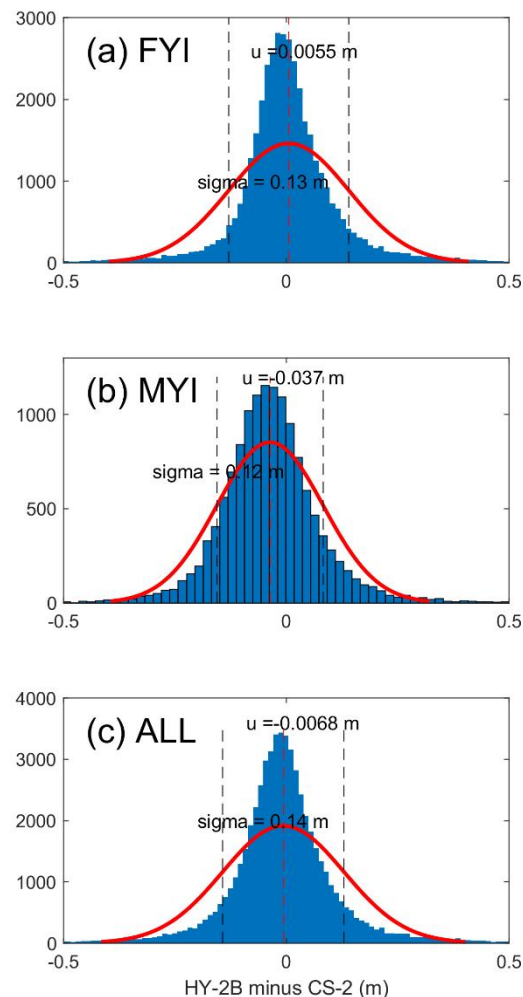 3000
(a) FYI
u =0.0055 m
2000
sigma = 0.13 m
1000
0
-0.5
0
0.5
(b) MYI
u =-0.037 m
1000
sigma = 0.12 m
500
0
-0.5
0
0.5
4000
(c) ALL
u =-0.0068 m
3000
sigma = 0.14 m
2000
1000
0
-0.5
0
0.5
HY-2B minus CS-2 (m)